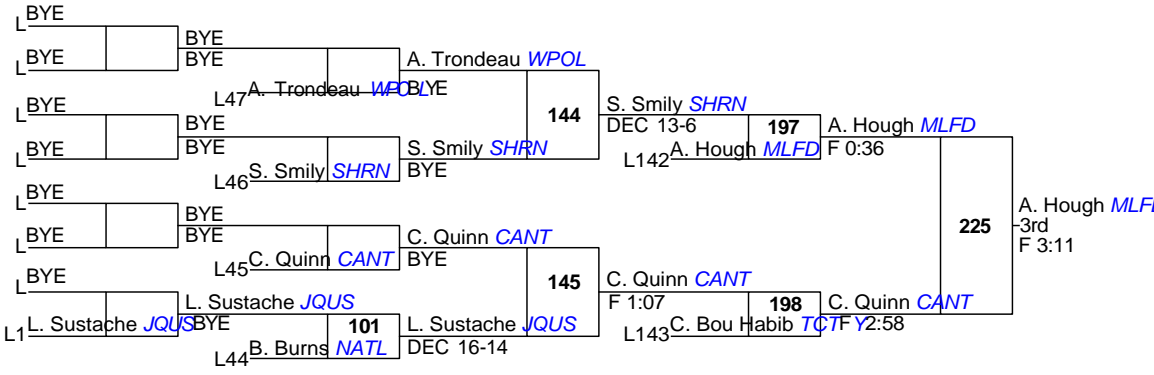 L BYE
BYE
L BYE
BYE
A. Trondeau WPOL
L47 A. Trondeau WPOL
BYE
L BYE
BYE
144
S. Smily SHRN
DEC 13-6
L BYE
BYE
S. Smily SHRN
L46 S. Smily SHRN
BYE
197
L142 A. Hough MLFD
A. Hough MLFD
F 0:36
L BYE
BYE
L BYE
BYE
C. Quinn CANT
L45 C. Quinn CANT
BYE
225
A. Hough MLF
3rd
F 3:11
L BYE
L. Sustache JQUS
145
C. Quinn CANT
F 1:07
L1 L. Sustache JQUS
BYE
101
L. Sustache JQUS
DEC 16-14
L44 B. Burns NATL
198
L143 C. Bou Habib TCTY
C. Quinn CANT
F 2:58